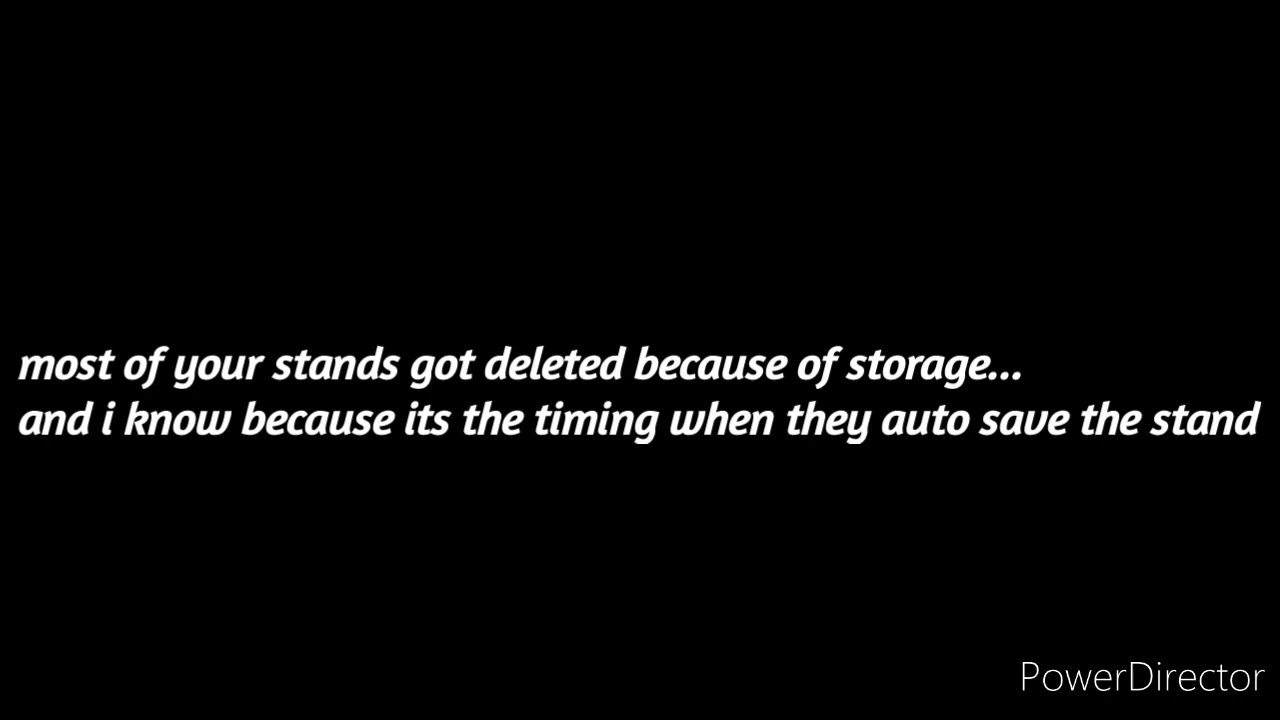 most of your stands got deleted because of storage...
and i know because its the timing when they auto save the stand
PowerDirector